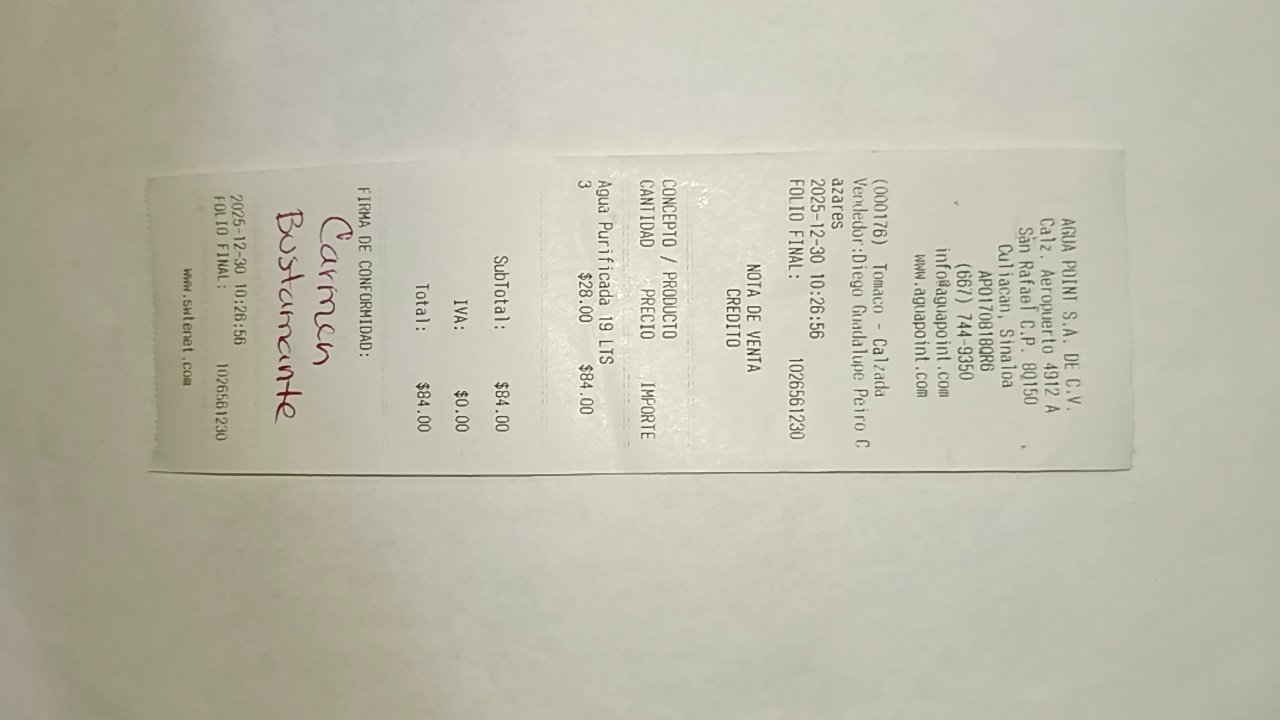 AGUA POINT S.A. DE C.V.
Calz. Aeropuerto 4912 A
San Rafael C.P. 80150
Culiacan, Sinaloa
APO170818QR6
(667) 744-9350
info@aguapoint.com
www.aguapoint.com
(000176) Tomaco - Calzada
Vendedor:Diego Guadalupe Peiro C
azares
2025-12-30 10:26:56
FOLIO FINAL: 1026561230
NOTA DE VENTA
CREDITO
CONCEPTO / PRODUCTO
CANTIDAD PRECIO IMPORTE
Agua Purificada 19 LTS
3 $28.00 $84.00
SubTotal: $84.00
IVA: $0.00
Total: $84.00
FIRMA DE CONFORMIDAD:
Carmen
Bustamante
2025-12-30 10:26:56
FOLIO FINAL: 1026561230
www.swtenet.com